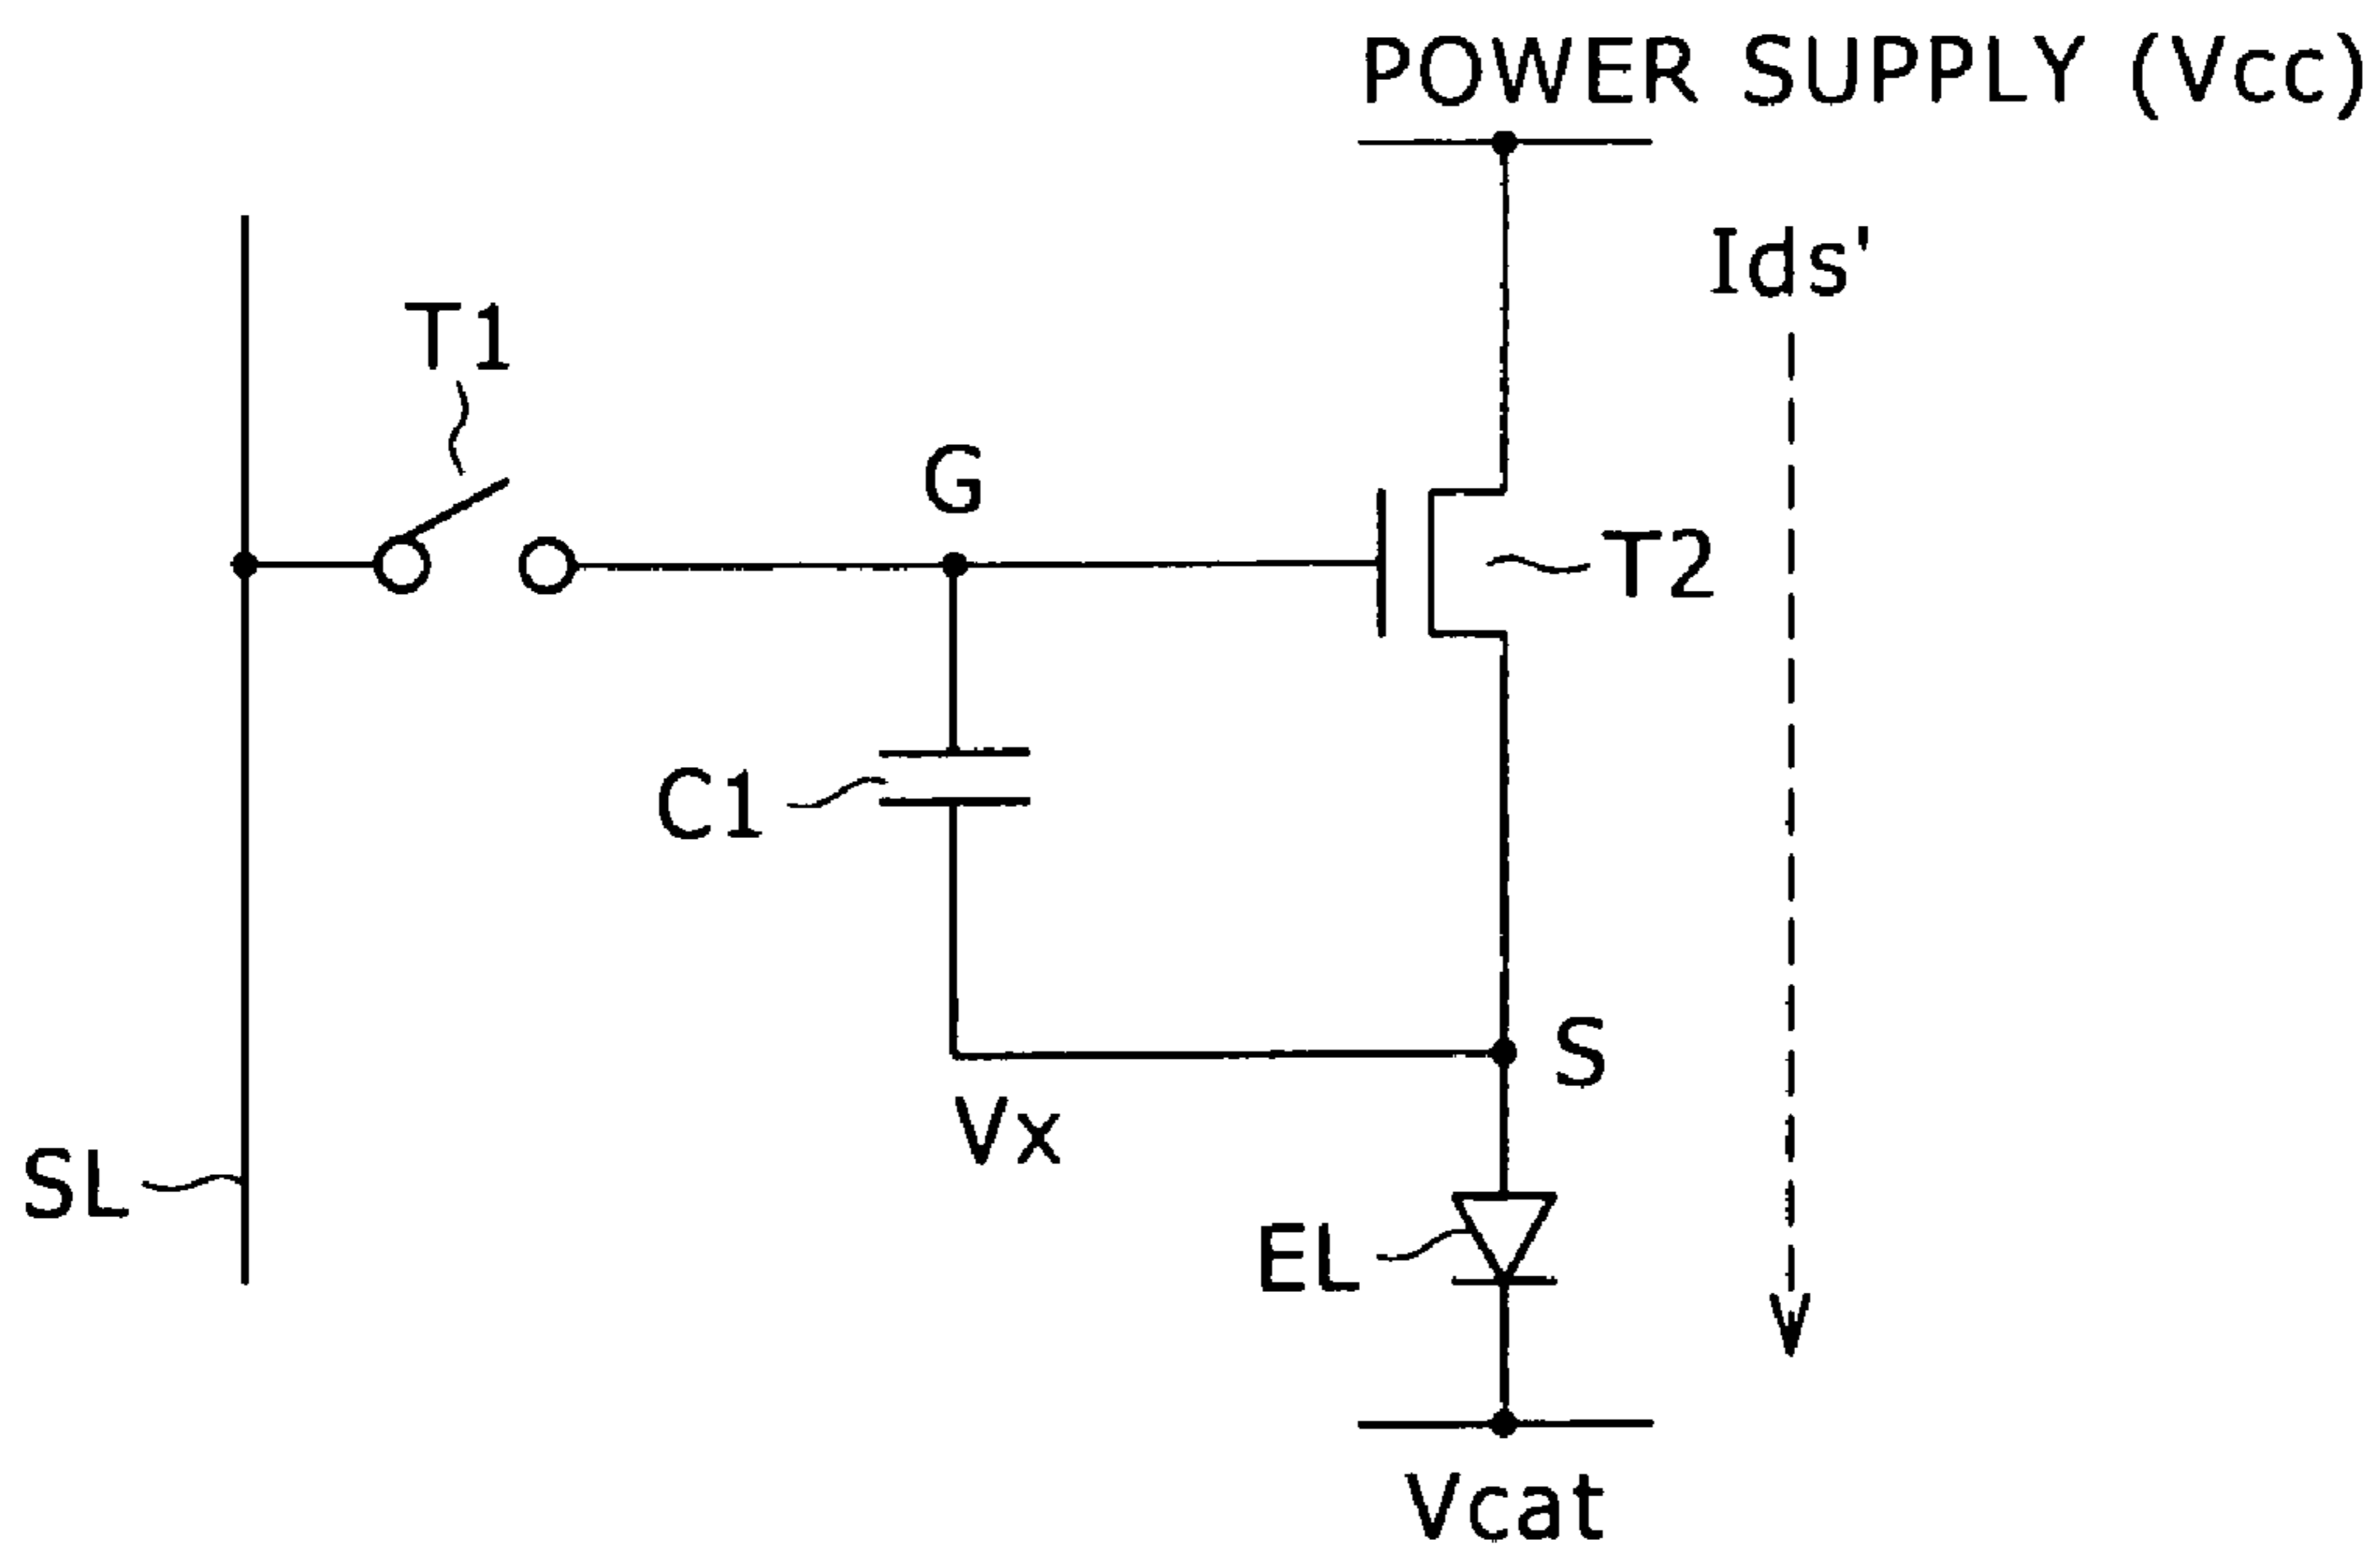 POWER SUPPLY (Vcc)
Ids'
T1
G
T2
C1
S
Vx
SL
EL
Vcat